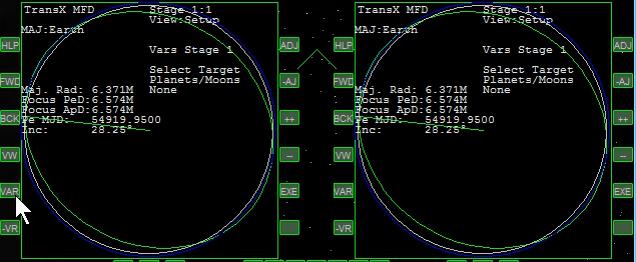 TransX MFD Stage 1:1
View:Setup
MAJ:Earth
Vars Stage 1
Select Target
Planets/Moons
Maj. Rad: 6.371M None
Focus PeD:6.574M
Focus ApD:6.574M
Pe MJD: 54919.9500
Inc: 28.25°
HLP
FWD
BCK
VW
VAR
-VR
ADJ
-AJ
++
--
EXE
TransX MFD Stage 1:1
View:Setup
MAJ:Earth
Vars Stage 1
Select Target
Planets/Moons
Maj. Rad: 6.371M None
Focus PeD:6.574M
Focus ApD:6.574M
Pe MJD: 54919.9500
Inc: 28.25°
HLP
FWD
BCK
VW
VAR
-VR
ADJ
-AJ
++
--
EXE